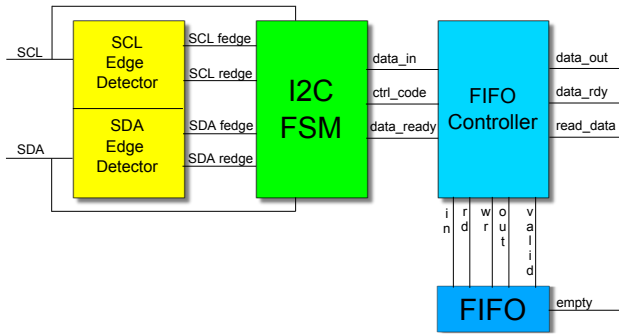 SCL
SCL
Edge
Detector
SCL fedge
SCL redge
SDA
SDA
Edge
Detector
SDA fedge
SDA redge
I2C
FSM
data_in
ctrl_code
data_ready
FIFO
Controller
data_out
data_rdy
read_data
in
rd
wr
out
valid
FIFO
empty